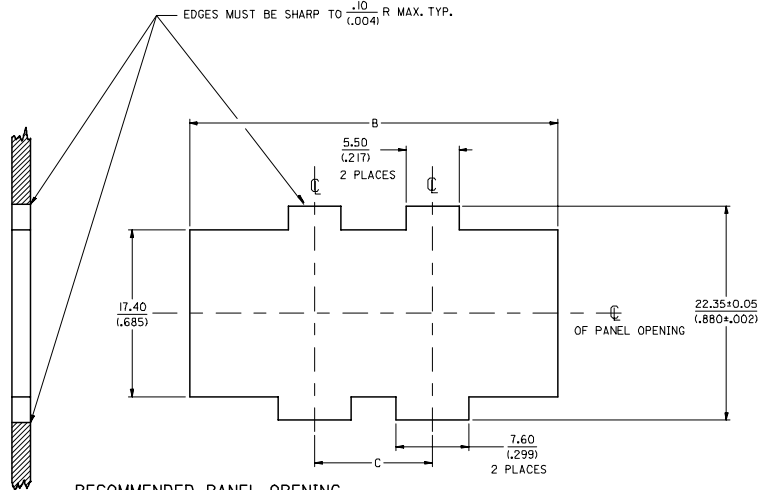 EDGES MUST BE SHARP TO .10 (.004) R MAX. TYP.
B
5.50
(.217)
2 PLACES
℄
℄
17.40
(.685)
22.35±0.05
(.880±.002)
℄
OF PANEL OPENING
7.60
(.299)
2 PLACES
C
RECOMMENDED PANEL OPENING